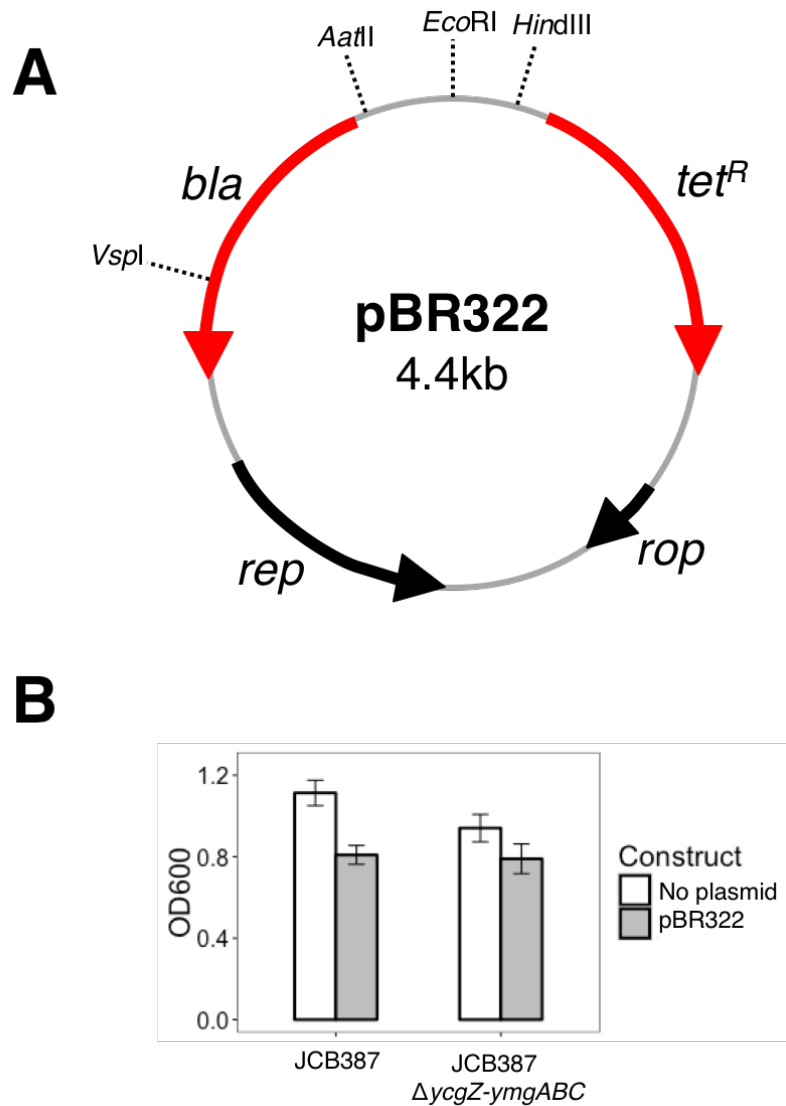 A
AatII
EcoRI
HindIII
bla
tetR
VspI
pBR322
4.4kb
rep
rop
B
1.2
0.8
0.4
0.0
OD600
Construct
No plasmid
pBR322
JCB387
JCB387
ΔycgZ-ymgABC